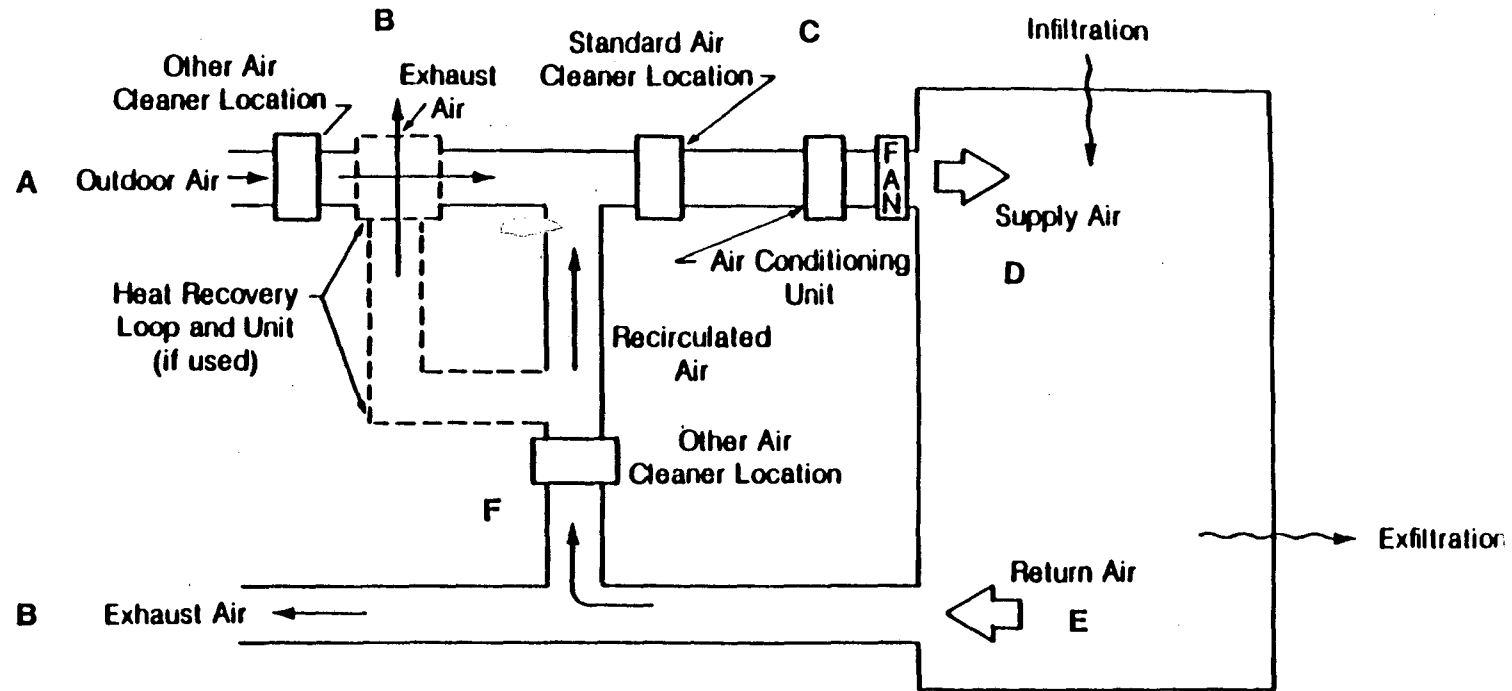 B
C
Infiltration
Other Air
Cleaner Location
Exhaust
Air
Standard Air
Cleaner Location
A
Outdoor Air
FAN
Supply Air
D
Air Conditioning
Unit
Heat Recovery
Loop and Unit
(if used)
Recirculated
Air
Other Air
Cleaner Location
F
Exfiltration
Return Air
E
B
Exhaust Air